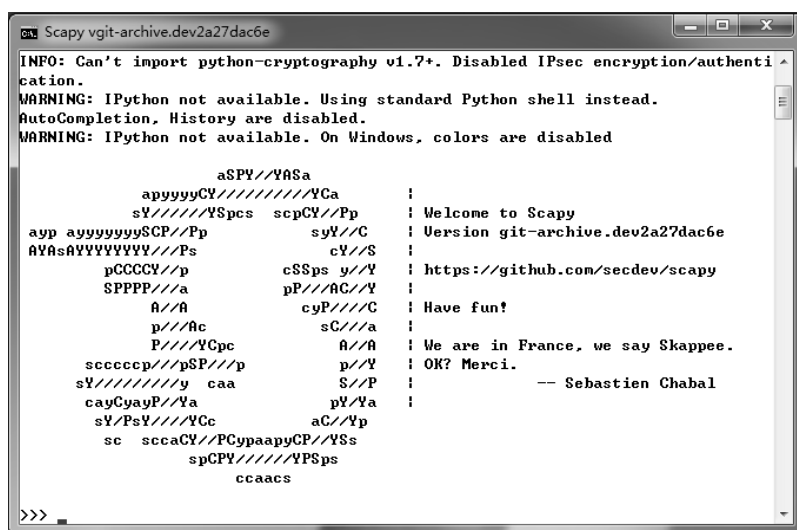 Scapy vgit-archive.dev2a27dac6e
INFO: Can't import python-cryptography v1.7+. Disabled IPsec encryption/authenti
cation.
WARNING: IPython not available. Using standard Python shell instead.
AutoCompletion, History are disabled.
WARNING: IPython not available. On Windows, colors are disabled
                     aSPY//YASa
             apyyyyCY//////////YCa       |
            sY//////YSpcs  scpCY//Pp     | Welcome to Scapy
 ayp ayyyyyyySCP//Pp           syY//C    | Version git-archive.dev2a27dac6e
 AYAsAYYYYYYYY///Ps              cY//S   |
         pCCCCY//p          cSSps y//Y   | https://github.com/secdev/scapy
         SPPPP///a          pP///AC//Y   |
              A//A            cyP////C   | Have fun!
              p///Ac            sC///a   |
              P////YCpc           A//A   | We are in France, we say Skappee.
       scccccp///pSP///p          p//Y   | OK? Merci.
      sY/////////y  caa           S//P   |             -- Sebastien Chabal
       cayCyayP//Ya              pY/Ya   |
        sY/PsY////YCc          aC//Yp
         sc  sccaCY//PCypaapyCP//YSs
                  spCPY//////YPSps
                       ccaacs
>>> _